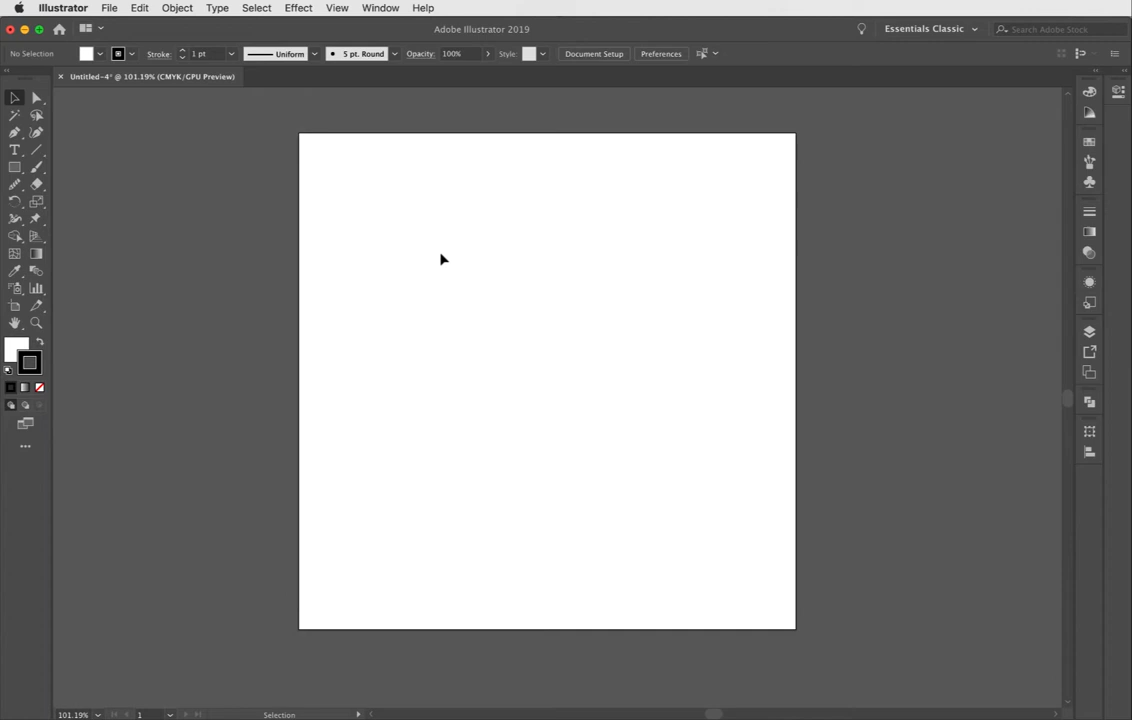 Illustrator File Edit Object Type Select Effect View Window Help
Adobe Illustrator 2019 Essentials Classic Search Adobe Stock
No Selection Stroke: 1 pt Uniform 5 pt. Round Opacity: 100% Style: Document Setup Preferences
Untitled-4* @ 101.19% (CMYK/GPU Preview)
101.19% 1 Selection